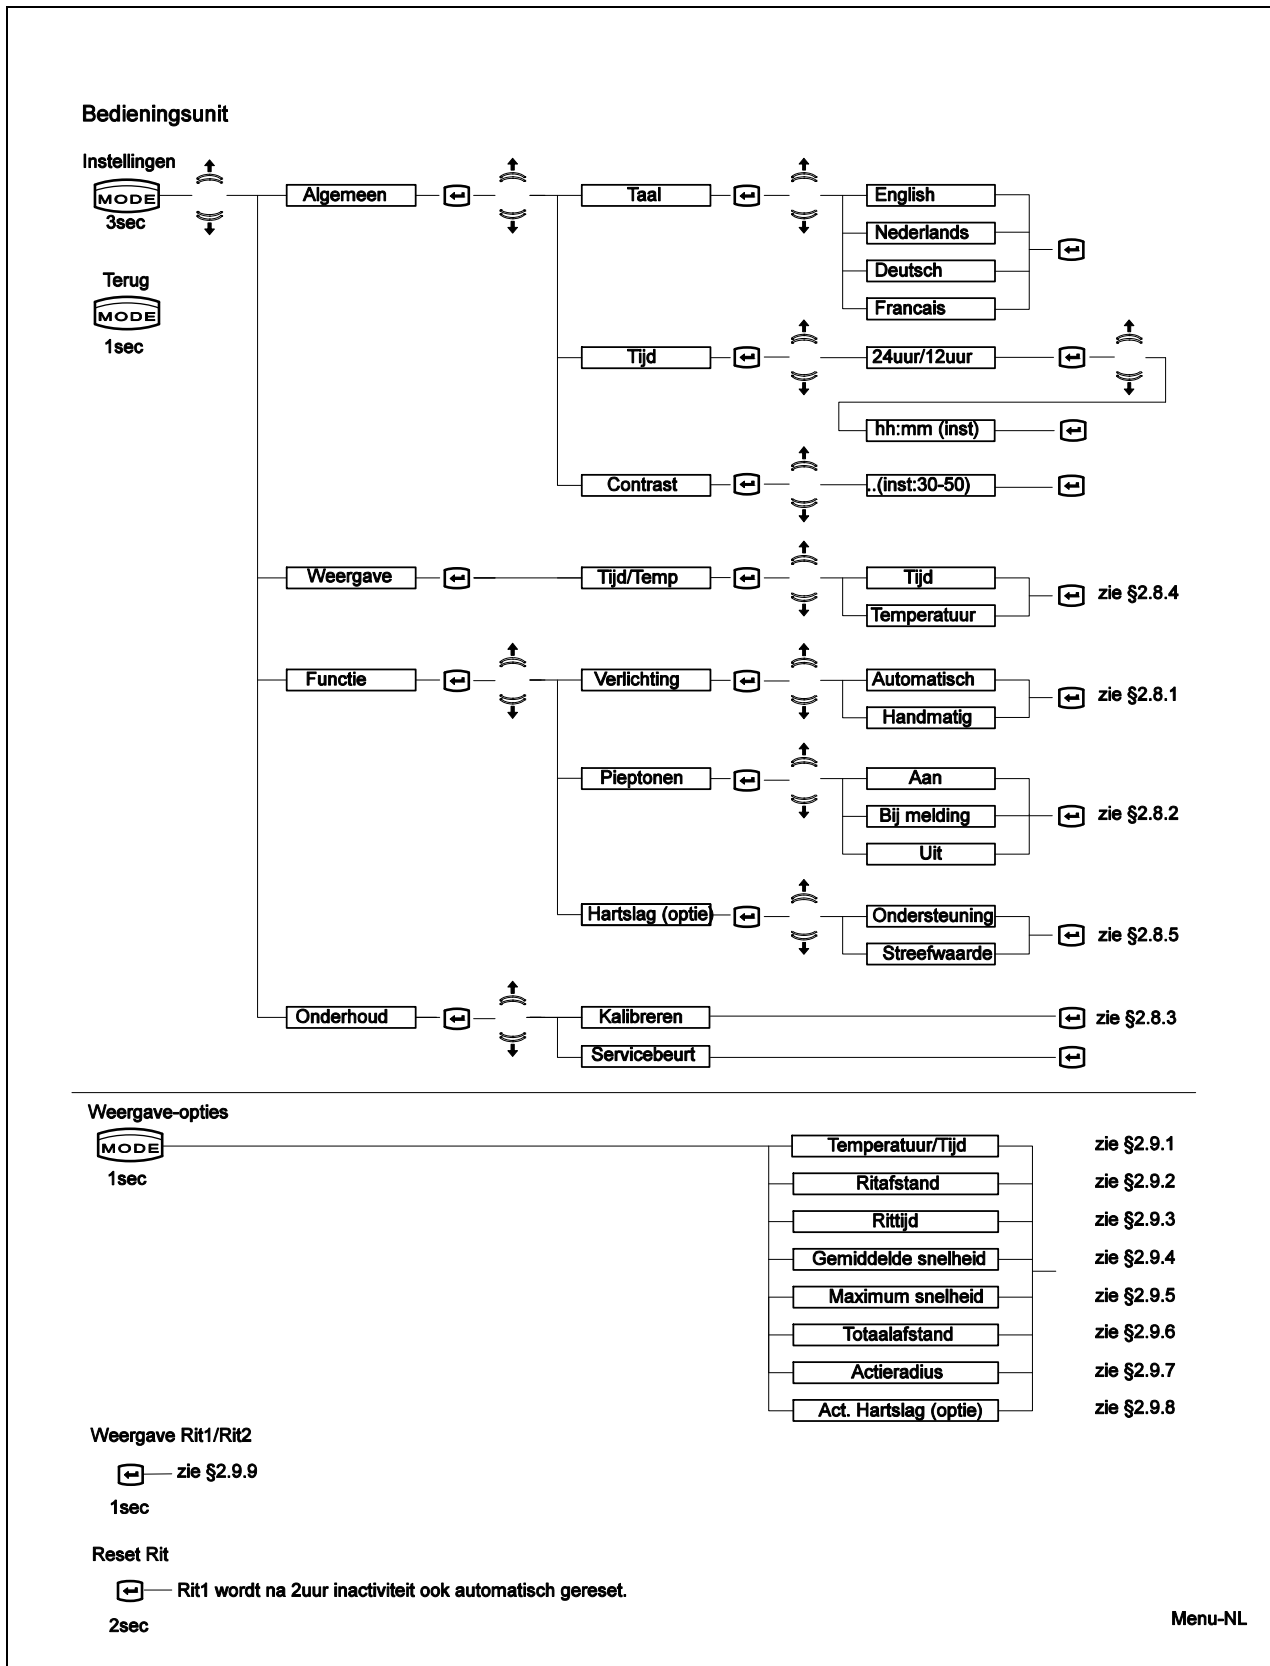 Bedieningsunit
Instellingen
MODE
3sec
Algemeen
Taal
English
Nederlands
Deutsch
Francais
Terug
MODE
1sec
Tijd
24uur/12uur
hh:mm (inst)
Contrast
..(inst:30-50)
Weergave
Tijd/Temp
Tijd
Temperatuur
zie §2.8.4
Functie
Verlichting
Automatisch
Handmatig
zie §2.8.1
Pieptonen
Aan
Bij melding
Uit
zie §2.8.2
Hartslag (optie)
Ondersteuning
Streefwaarde
zie §2.8.5
Onderhoud
Kalibreren
zie §2.8.3
Servicebeurt
Weergave-opties
MODE
1sec
Temperatuur/Tijd zie §2.9.1
Ritafstand zie §2.9.2
Rittijd zie §2.9.3
Gemiddelde snelheid zie §2.9.4
Maximum snelheid zie §2.9.5
Totaalafstand zie §2.9.6
Actieradius zie §2.9.7
Act. Hartslag (optie) zie §2.9.8
Weergave Rit1/Rit2
zie §2.9.9
1sec
Reset Rit
Rit1 wordt na 2uur inactiviteit ook automatisch gereset.
2sec
Menu-NL